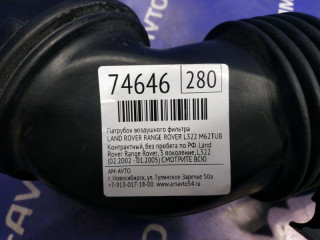 74646 280
Патрубок воздушного фильтра
LAND ROVER RANGE ROVER L322 M62TUB
Контрактный, без пробега по РФ. Land
Rover Range Rover, 3 поколение, L322
(02.2002 - 01.2005) СМОТРИТЕ ВСЮ
АМ-АВТО
г. Новосибирск, ул. Тулинское Заречье 50а
+7-913-017-18-00 www.amavto54.ru